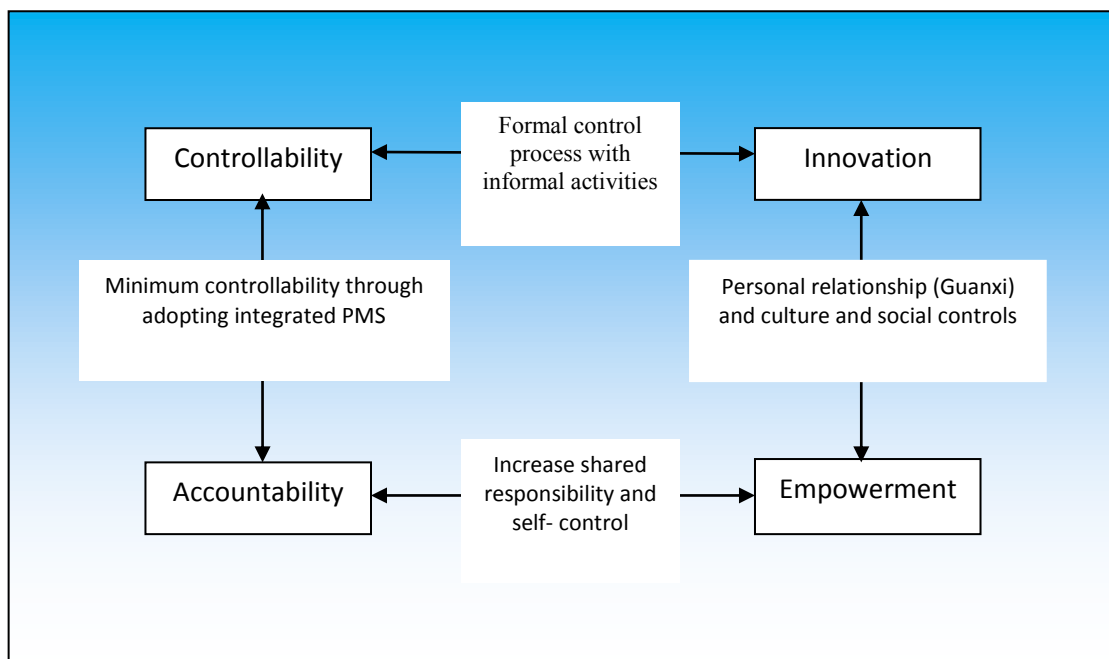 Formal control
process with
informal activities
Controllability
Innovation
Minimum controllability through
adopting integrated PMS
Personal relationship (Guanxi)
and culture and social controls
Increase shared
responsibility and
self- control
Accountability
Empowerment